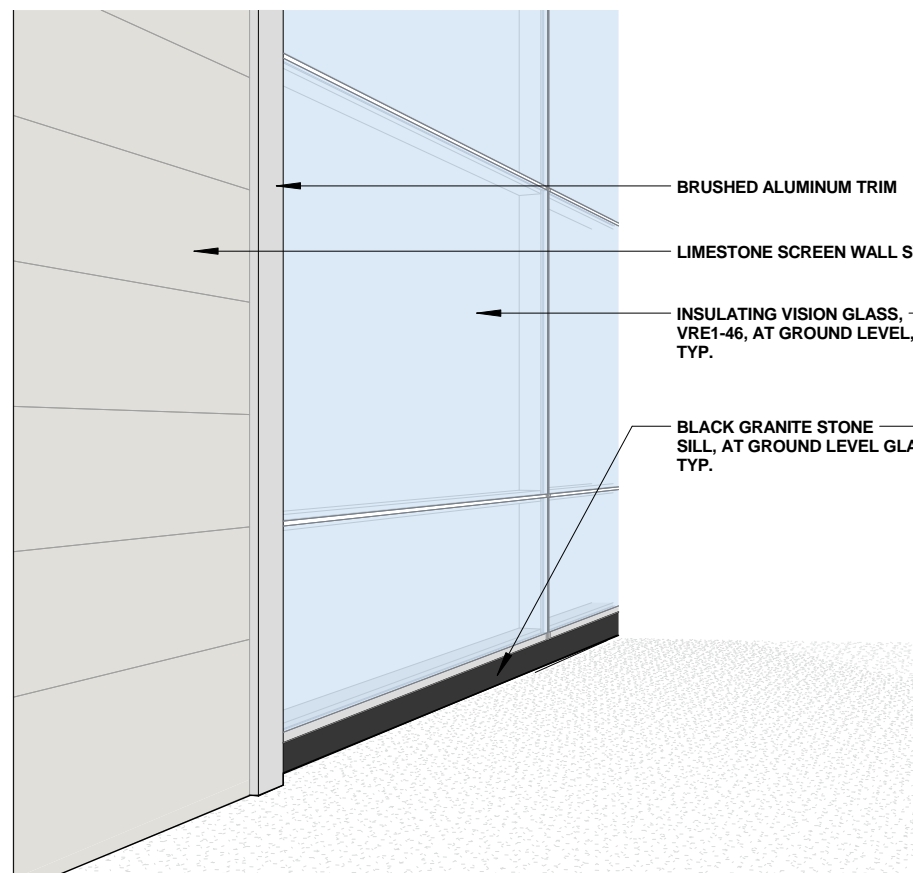 BRUSHED ALUMINUM TRIM
LIMESTONE SCREEN WALL S
INSULATING VISION GLASS,
VRE1-46, AT GROUND LEVEL,
TYP.
BLACK GRANITE STONE
SILL, AT GROUND LEVEL GLA
TYP.